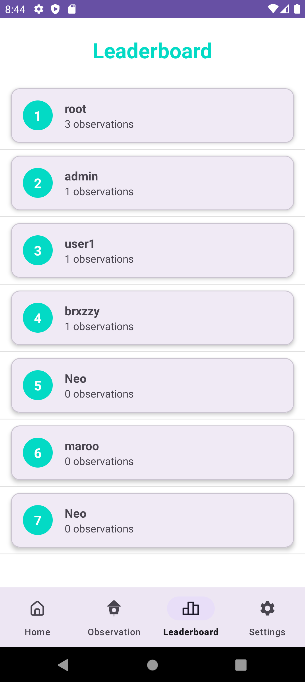 8:44
Leaderboard
1
root
3 observations
2
admin
1 observations
3
user1
1 observations
4
brxzzy
1 observations
5
Neo
0 observations
6
maroo
0 observations
7
Neo
0 observations
Home
Observation
Leaderboard
Settings